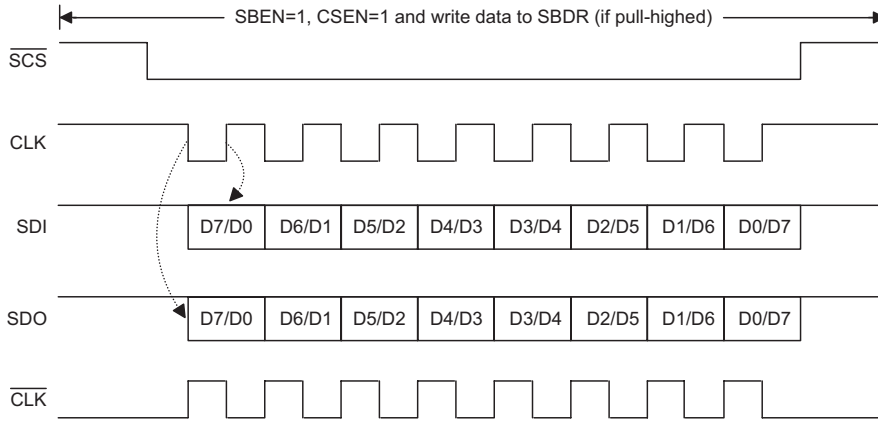 SBEN=1, CSEN=1 and write data to SBDR (if pull-highed)
SCS
CLK
SDI D7/D0 D6/D1 D5/D2 D4/D3 D3/D4 D2/D5 D1/D6 D0/D7
SDO D7/D0 D6/D1 D5/D2 D4/D3 D3/D4 D2/D5 D1/D6 D0/D7
CLK